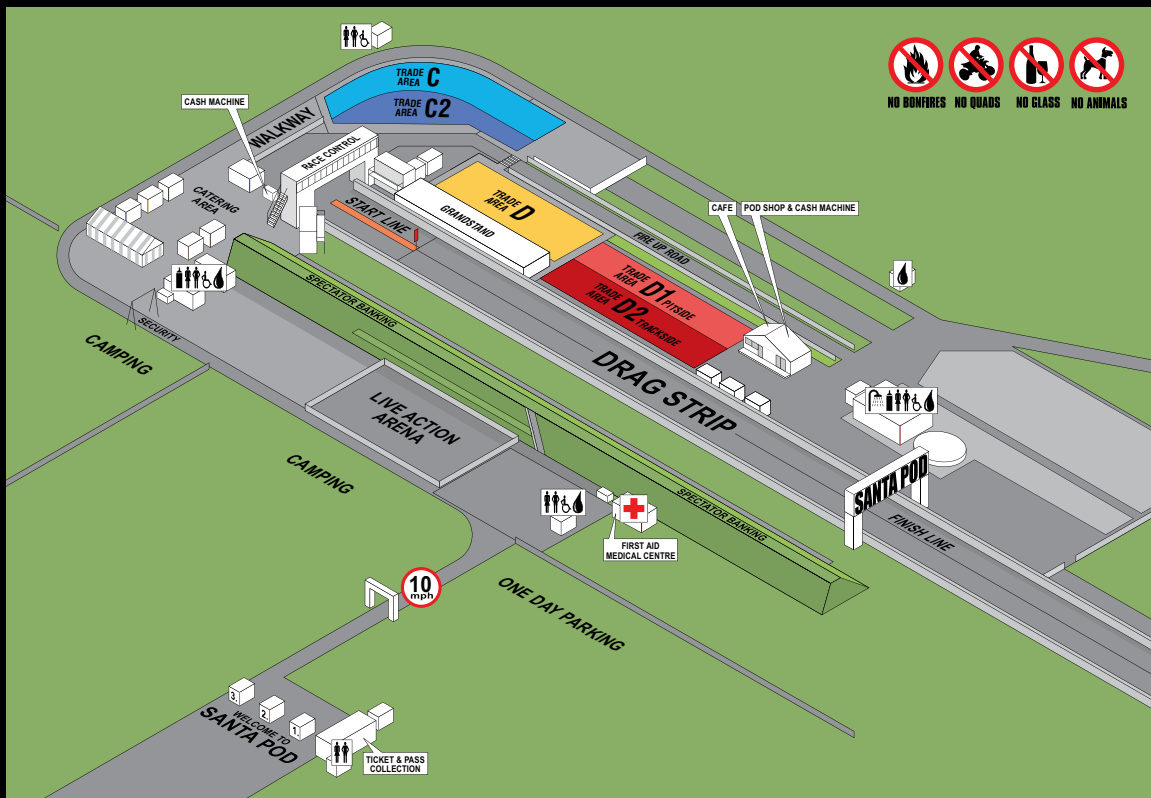 NO BONFIRES
NO QUADS
NO GLASS
NO ANIMALS
TRADE
AREA C
TRADE
AREA C2
CASH MACHINE
WALKWAY
RACE CONTROL
CATERING
AREA
START LINE
GRANDSTAND
TRADE
AREA D
FIRE UP ROAD
CAFE
POD SHOP & CASH MACHINE
TRADE
AREA D1 PITSIDE
TRADE
AREA D2 TRACKSIDE
SPECTATOR BANKING
SECURITY
CAMPING
DRAG STRIP
LIVE ACTION
ARENA
CAMPING
SANTA POD
FINISH LINE
SPECTATOR BANKING
FIRST AID
MEDICAL CENTRE
10
mph
ONE DAY PARKING
3.
2.
1.
WELCOME TO
SANTA POD
TICKET & PASS
COLLECTION